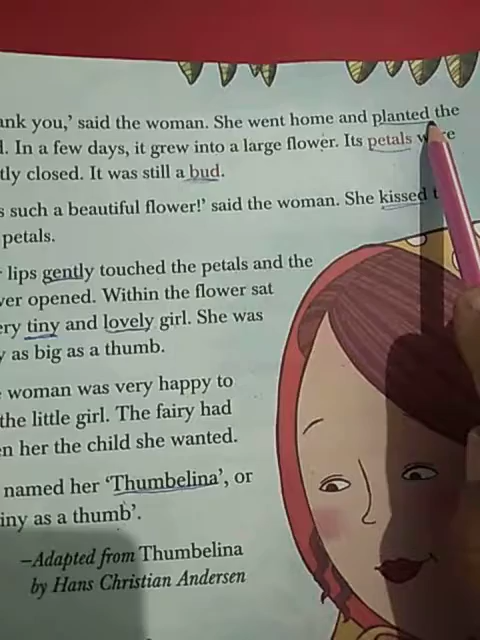 ank you,' said the woman. She went home and planted the
d. In a few days, it grew into a large flower. Its petals were
tly closed. It was still a bud.
s such a beautiful flower!' said the woman. She kissed t
petals.
lips gently touched the petals and the
ver opened. Within the flower sat
ery tiny and lovely girl. She was
y as big as a thumb.
woman was very happy to
the little girl. The fairy had
en her the child she wanted.
named her 'Thumbelina', or
iny as a thumb'.
–Adapted from Thumbelina
by Hans Christian Andersen